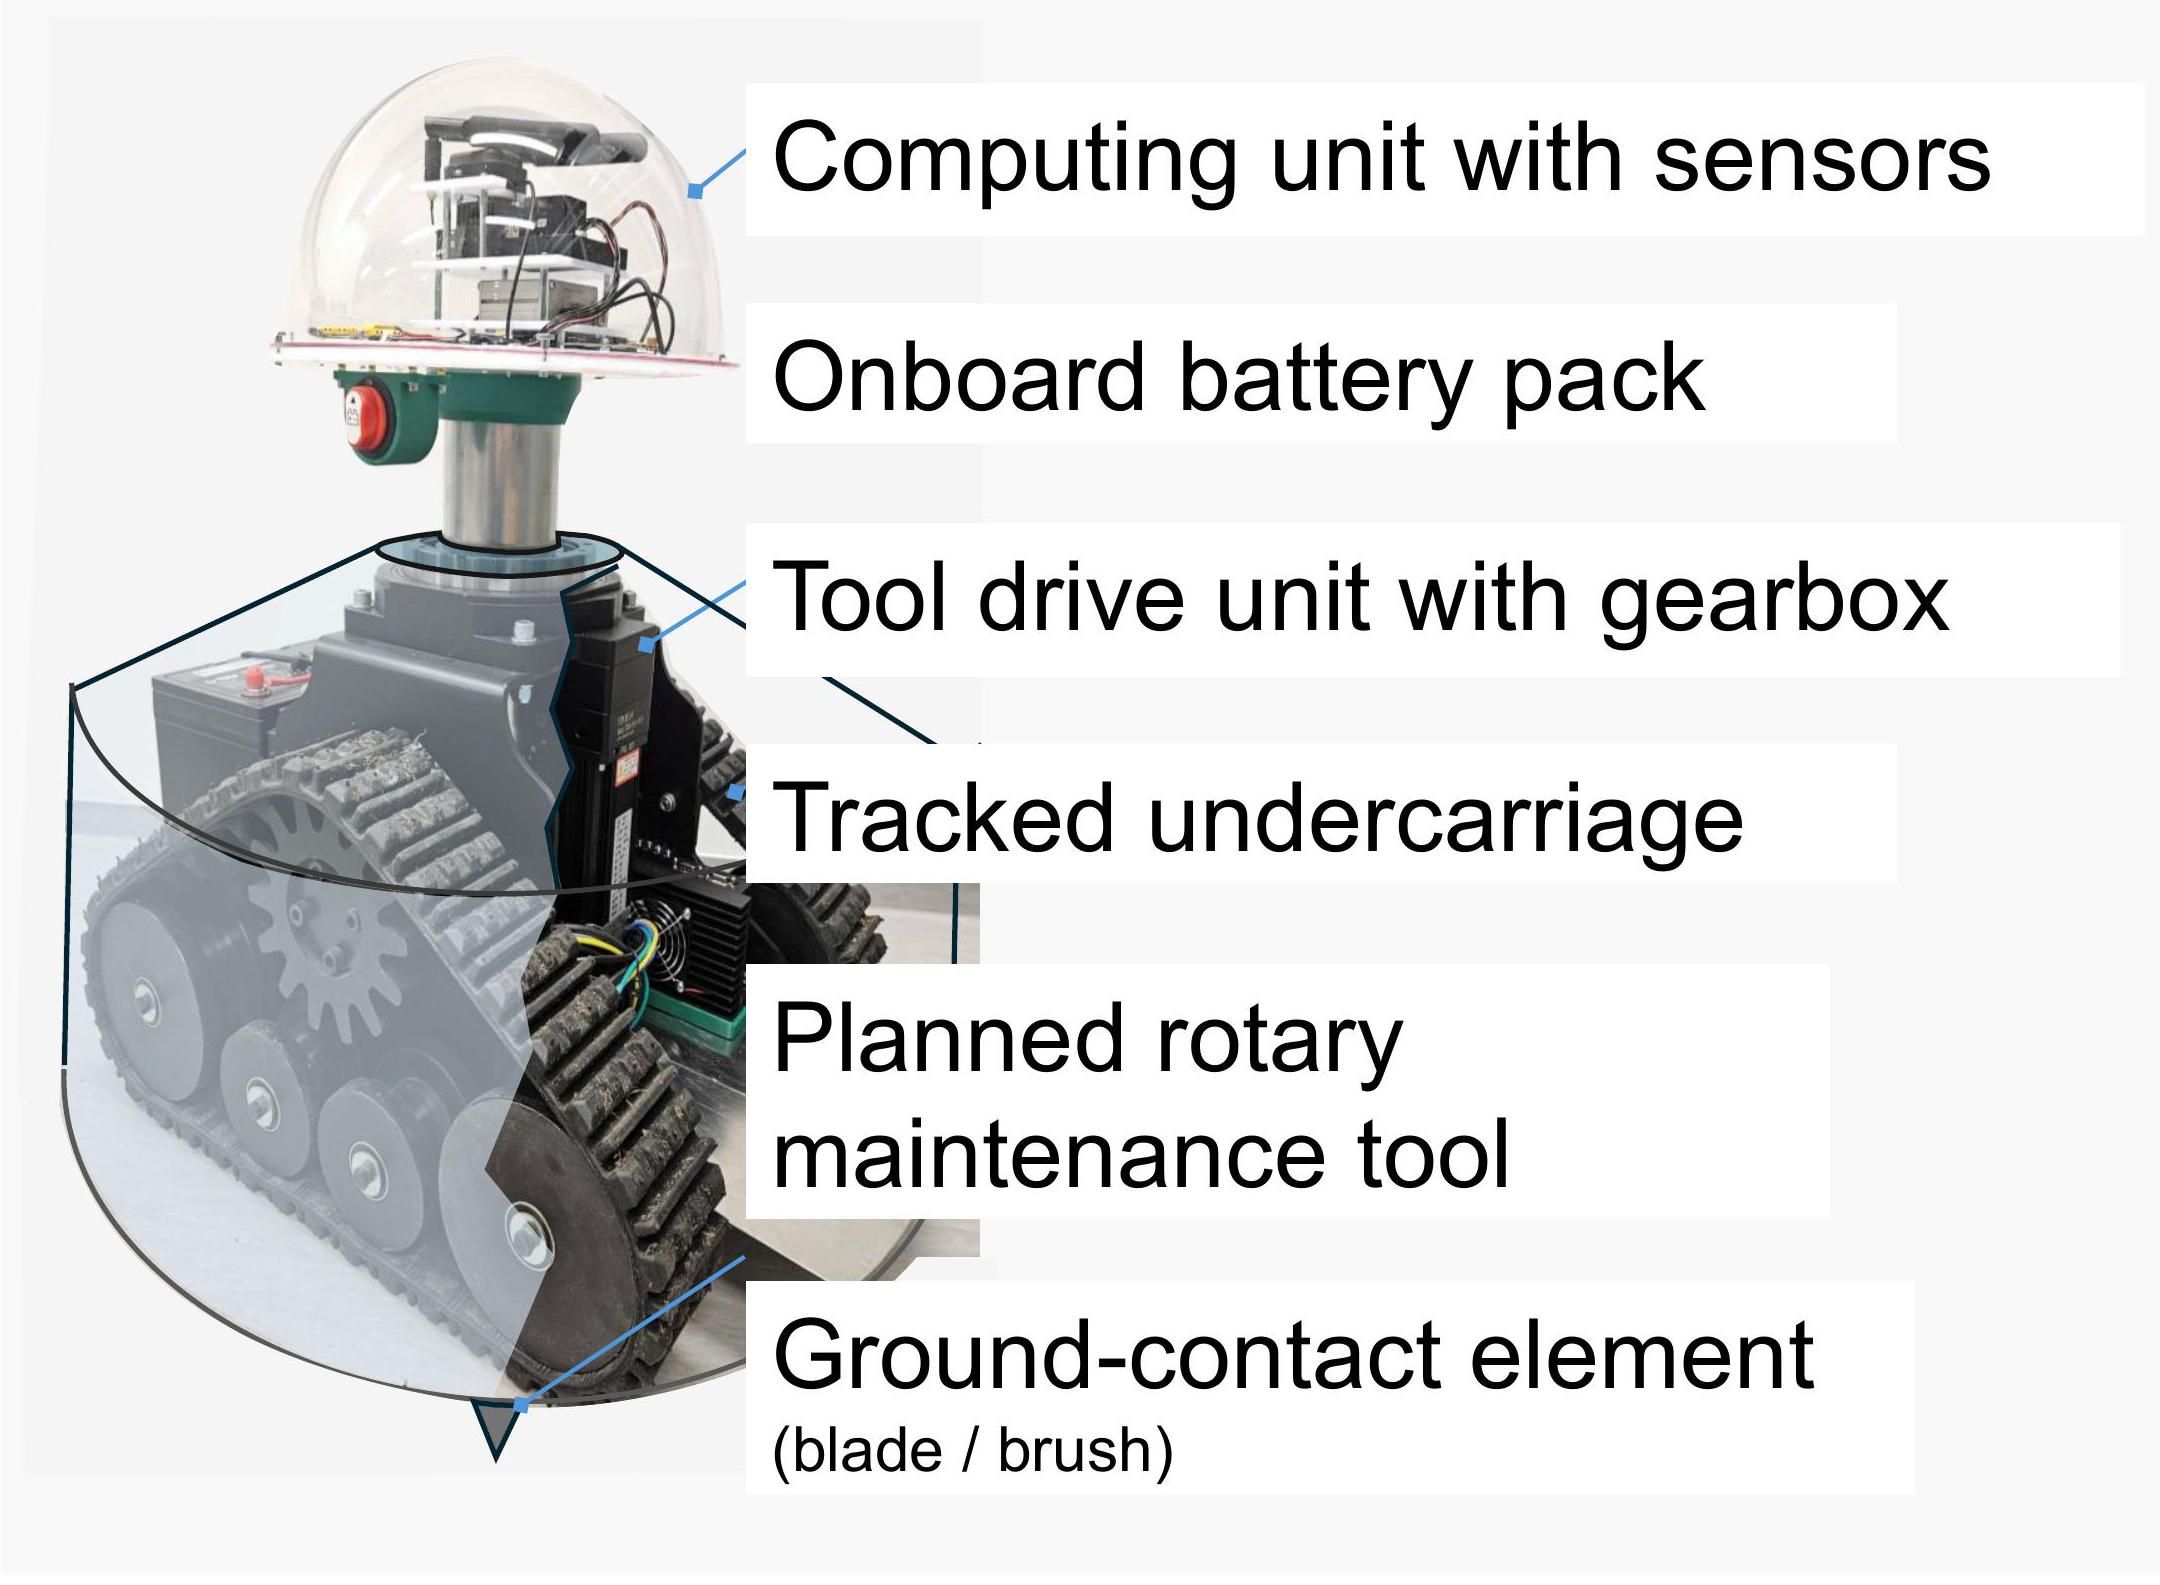 Computing unit with sensors
Onboard battery pack
Tool drive unit with gearbox
Tracked undercarriage
Planned rotary
maintenance tool
Ground-contact element
(blade / brush)